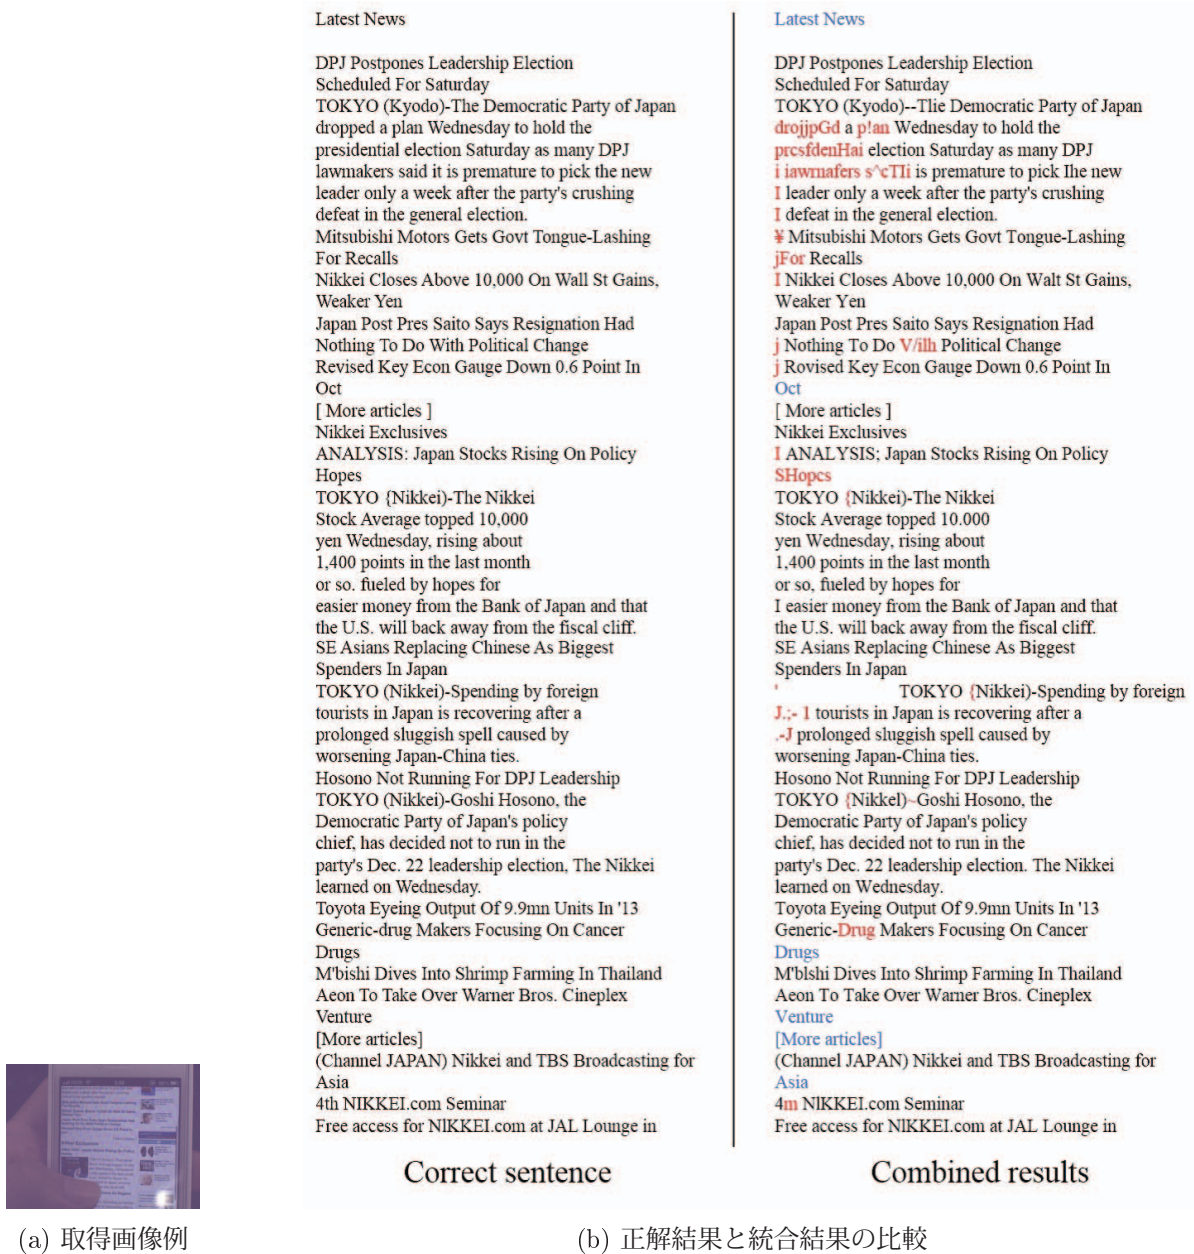 Latest News
DPJ Postpones Leadership Election
Scheduled For Saturday
TOKYO (Kyodo)-The Democratic Party of Japan
dropped a plan Wednesday to hold the
presidential election Saturday as many DPJ
lawmakers said it is premature to pick the new
leader only a week after the party's crushing
defeat in the general election.
Mitsubishi Motors Gets Govt Tongue-Lashing
For Recalls
Nikkei Closes Above 10,000 On Wall St Gains,
Weaker Yen
Japan Post Pres Saito Says Resignation Had
Nothing To Do With Political Change
Revised Key Econ Gauge Down 0.6 Point In
Oct
[ More articles ]
Nikkei Exclusives
ANALYSIS: Japan Stocks Rising On Policy
Hopes
TOKYO {Nikkei)-The Nikkei
Stock Average topped 10,000
yen Wednesday, rising about
1,400 points in the last month
or so. fueled by hopes for
easier money from the Bank of Japan and that
the U.S. will back away from the fiscal cliff.
SE Asians Replacing Chinese As Biggest
Spenders In Japan
TOKYO (Nikkei)-Spending by foreign
tourists in Japan is recovering after a
prolonged sluggish spell caused by
worsening Japan-China ties.
Hosono Not Running For DPJ Leadership
TOKYO (Nikkei)-Goshi Hosono, the
Democratic Party of Japan's policy
chief, has decided not to run in the
party's Dec. 22 leadership election, The Nikkei
learned on Wednesday.
Toyota Eyeing Output Of 9.9mn Units In '13
Generic-drug Makers Focusing On Cancer
Drugs
M'bishi Dives Into Shrimp Farming In Thailand
Aeon To Take Over Warner Bros. Cineplex
Venture
[More articles]
(Channel JAPAN) Nikkei and TBS Broadcasting for
Asia
4th NIKKEI.com Seminar
Free access for NIKKEI.com at JAL Lounge in
Correct sentence
Latest News
DPJ Postpones Leadership Election
Scheduled For Saturday
TOKYO (Kyodo)--Tlie Democratic Party of Japan
drojjpGd a p!an Wednesday to hold the
prcsfdenHai election Saturday as many DPJ
i iawrnafers s^cTIi is premature to pick Ihe new
I leader only a week after the party's crushing
I defeat in the general election.
¥ Mitsubishi Motors Gets Govt Tongue-Lashing
jFor Recalls
I Nikkei Closes Above 10,000 On Walt St Gains,
Weaker Yen
Japan Post Pres Saito Says Resignation Had
j Nothing To Do V/ilh Political Change
j Rovised Key Econ Gauge Down 0.6 Point In
Oct
[ More articles ]
Nikkei Exclusives
I ANALYSIS; Japan Stocks Rising On Policy
SHopcs
TOKYO {Nikkei)-The Nikkei
Stock Average topped 10.000
yen Wednesday, rising about
1,400 points in the last month
or so, fueled by hopes for
I easier money from the Bank of Japan and that
the U.S. will back away from the fiscal cliff.
SE Asians Replacing Chinese As Biggest
Spenders In Japan
' TOKYO {Nikkei)-Spending by foreign
J.;- 1 tourists in Japan is recovering after a
.-J prolonged sluggish spell caused by
worsening Japan-China ties.
Hosono Not Running For DPJ Leadership
TOKYO {Nikkel)~Goshi Hosono, the
Democratic Party of Japan's policy
chief, has decided not to run in the
party's Dec. 22 leadership election. The Nikkei
learned on Wednesday.
Toyota Eyeing Output Of 9.9mn Units In '13
Generic-Drug Makers Focusing On Cancer
Drugs
M'blshi Dives Into Shrimp Farming In Thailand
Aeon To Take Over Warner Bros. Cineplex
Venture
[More articles]
(Channel JAPAN) Nikkei and TBS Broadcasting for
Asia
4m NlKKEI.com Seminar
Free access for NlKKEI.com at JAL Lounge in
Combined results
(a) 取得画像例
(b) 正解結果と統合結果の比較